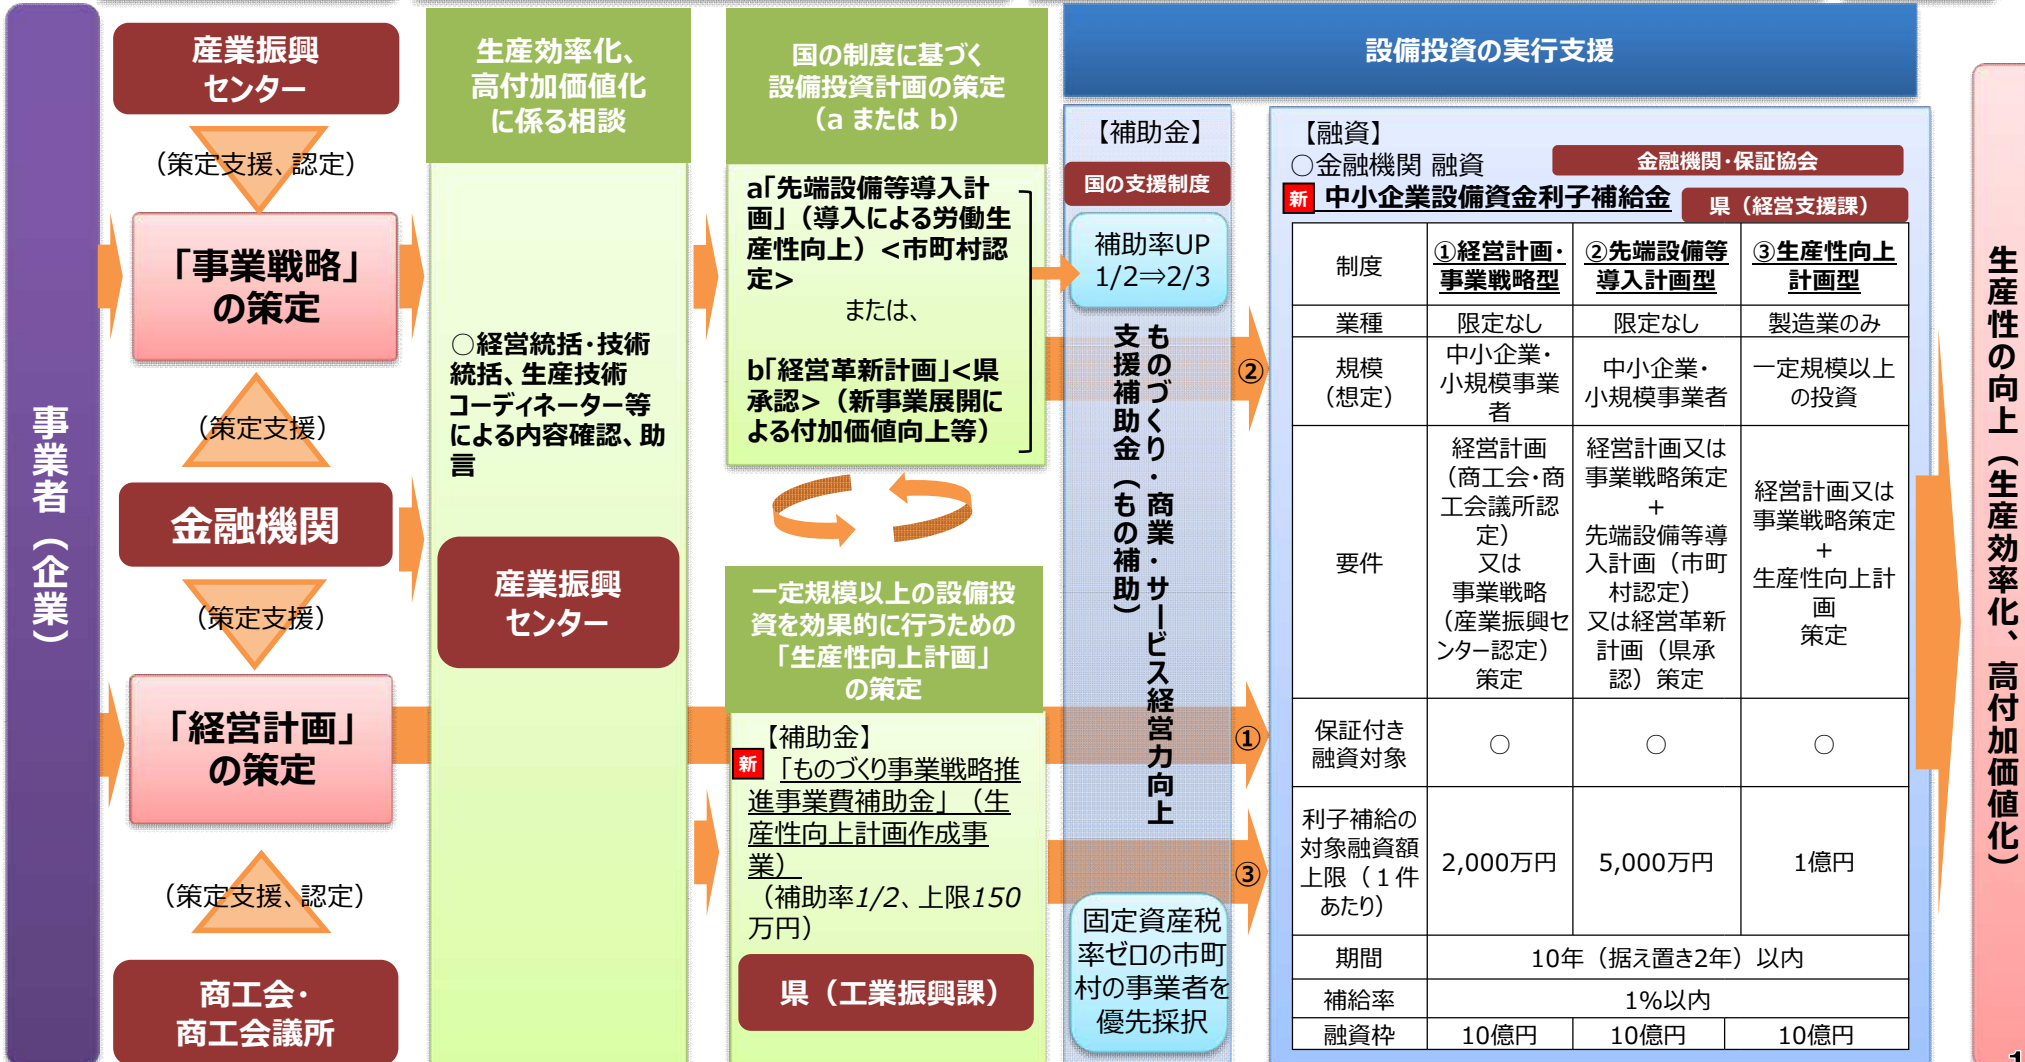 事業者（企業）
産業振興
センター
（策定支援、認定）
「事業戦略」
の策定
（策定支援）
金融機関
（策定支援）
「経営計画」
の策定
（策定支援、認定）
商工会・
商工会議所
生産効率化、
高付加価値化
に係る相談
○経営統括・技術
統括、生産技術
コーディネーター等
による内容確認、助
言
産業振興
センター
国の制度に基づく
設備投資計画の策定
（a または b）
a「先端設備等導入計
画」（導入による労働生
産性向上）＜市町村認
定＞
または、
b「経営革新計画」＜県
承認＞（新事業展開に
よる付加価値向上等）
一定規模以上の設備投
資を効果的に行うための
「生産性向上計画」
の策定
【補助金】
新 「ものづくり事業戦略推
進事業費補助金」（生
産性向上計画作成事
業）
（補助率1/2、上限150
万円）
県（工業振興課）
設備投資の実行支援
【補助金】
国の支援制度
補助率UP
1/2⇒2/3
ものづくり・商業・サービス経営力向上
支援補助金（もの補助）
固定資産税
率ゼロの市町
村の事業者を
優先採択
②
①
③
【融資】
○金融機関 融資 金融機関・保証協会
新 中小企業設備資金利子補給金 県（経営支援課）
制度
①経営計画・
事業戦略型
②先端設備等
導入計画型
③生産性向上
計画型
業種 限定なし 限定なし 製造業のみ
規模
（想定）
中小企業・
小規模事業
者
中小企業・
小規模事業者
一定規模以上
の投資
要件
経営計画
（商工会・商
工会議所認
定）
又は
事業戦略
（産業振興セ
ンター認定）
策定
経営計画又は
事業戦略策定
+
先端設備等導
入計画（市町
村認定）
又は経営革新
計画（県承
認）策定
経営計画又は
事業戦略策定
+
生産性向上計
画
策定
保証付き
融資対象
○ ○ ○
利子補給の
対象融資額
上限（１件
あたり）
2,000万円 5,000万円 1億円
期間 10年（据え置き2年）以内
補給率 1%以内
融資枠 10億円 10億円 10億円
生産性の向上（生産効率化、高付加価値化）